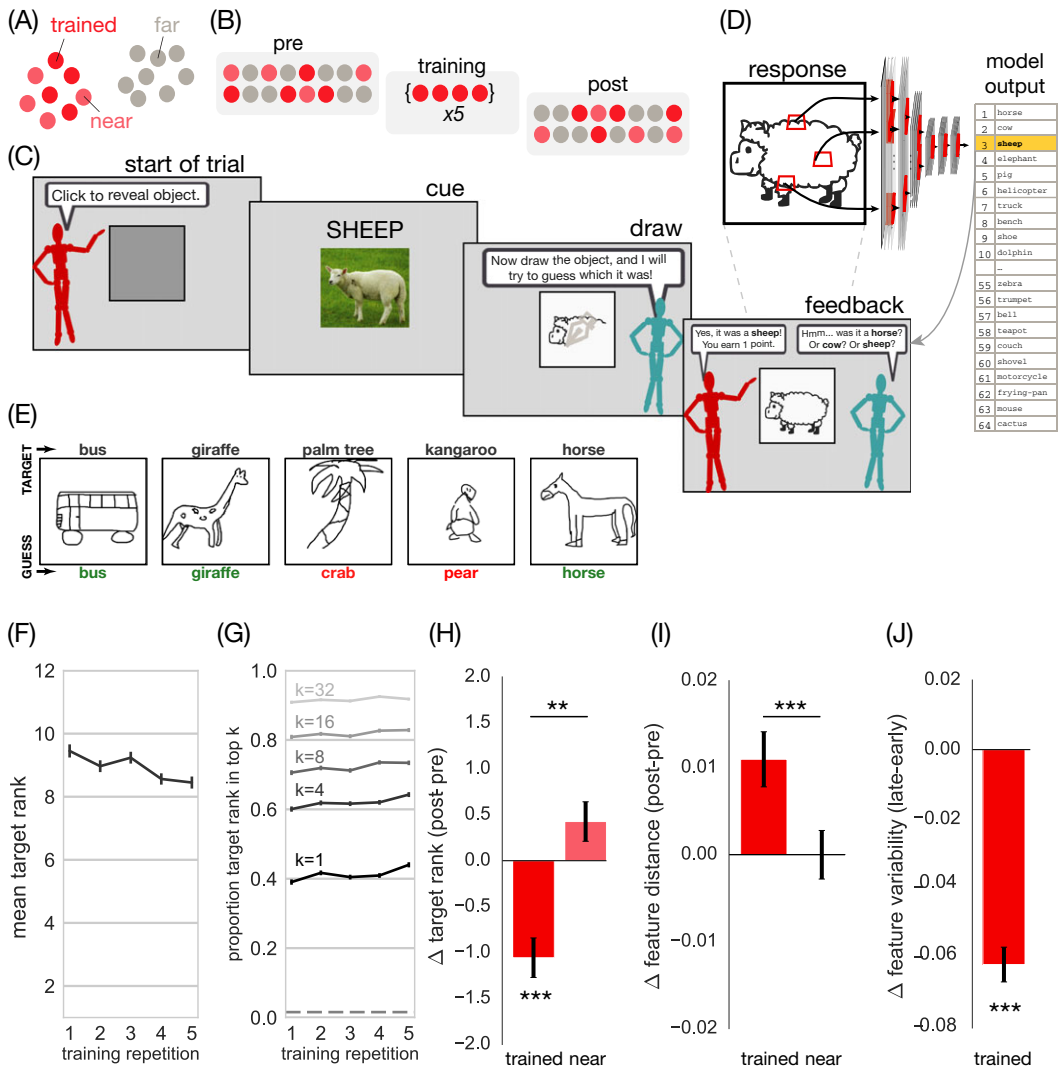 (A)
trained
far
near
(B)
pre
training
{ }
x5
post
(C)
start of trial
Click to reveal object.
cue
SHEEP
draw
Now draw the object, and I will
try to guess which it was!
feedback
Yes, it was a sheep!
You earn 1 point.
Hmm... was it a horse?
Or cow? Or sheep?
(D)
response
model
output
1 horse
2 cow
3 sheep
4 elephant
5 pig
6 helicopter
7 truck
8 bench
9 shoe
10 dolphin
…
55 zebra
56 trumpet
57 bell
58 teapot
59 couch
60 shovel
61 motorcycle
62 frying-pan
63 mouse
64 cactus
(E)
TARGET
bus giraffe palm tree kangaroo horse
GUESS
bus giraffe crab pear horse
(F)
mean target rank
12
10
8
6
4
2
1 2 3 4 5
training repetition
(G)
proportion target rank in top k
1.0
0.8
0.6
0.4
0.2
0.0
k=32
k=16
k=8
k=4
k=1
1 2 3 4 5
training repetition
(H)
△ target rank (post-pre)
2.0
1.5
1.0
0.5
0.0
−0.5
−1.0
−1.5
−2.0
**
***
trained near
(I)
△ feature distance (post-pre)
0.02
0.01
0.00
−0.01
−0.02
***
trained near
(J)
△ feature variability (late-early)
0.02
0.00
−0.02
−0.04
−0.06
−0.08
***
trained